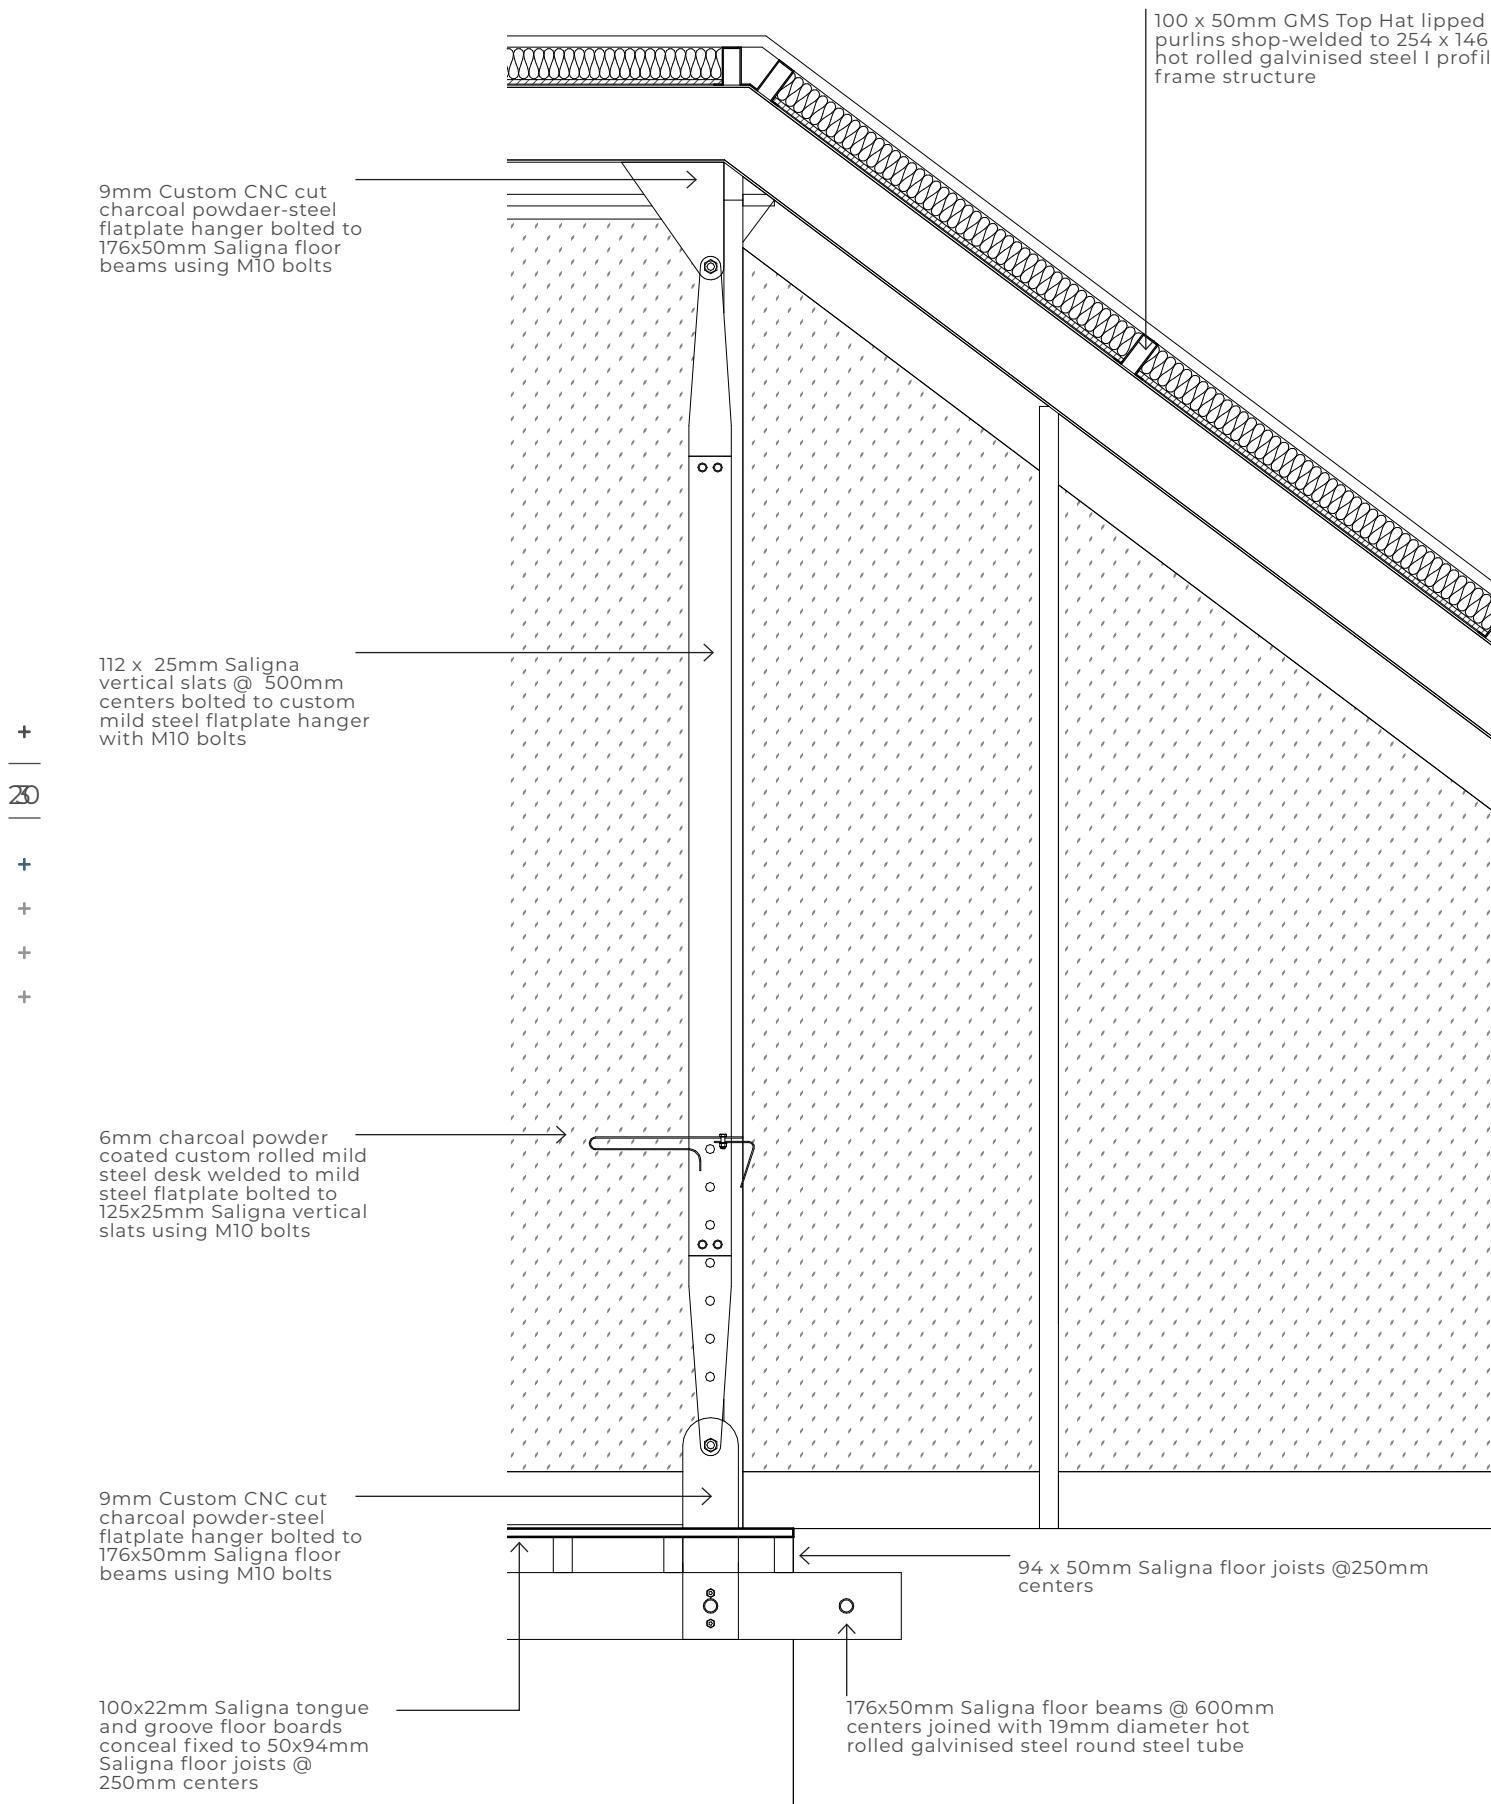 100 x 50mm GMS Top Hat lipped
purlins shop-welded to 254 x 146
hot rolled galvinised steel I profil
frame structure
9mm Custom CNC cut
charcoal powdaer-steel
flatplate hanger bolted to
176x50mm Saligna floor
beams using M10 bolts
112 x  25mm Saligna
vertical slats @  500mm
centers bolted to custom
mild steel flatplate hanger
with M10 bolts
6mm charcoal powder
coated custom rolled mild
steel desk welded to mild
steel flatplate bolted to
125x25mm Saligna vertical
slats using M10 bolts
9mm Custom CNC cut
charcoal powder-steel
flatplate hanger bolted to
176x50mm Saligna floor
beams using M10 bolts
94 x 50mm Saligna floor joists @250mm
centers
100x22mm Saligna tongue
and groove floor boards
conceal fixed to 50x94mm
Saligna floor joists @
250mm centers
176x50mm Saligna floor beams @ 600mm
centers joined with 19mm diameter hot
rolled galvinised steel round steel tube